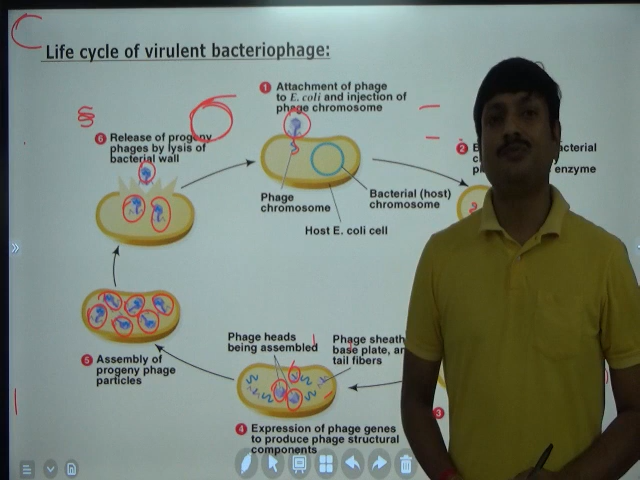 Life cycle of virulent bacteriophage:
1 Attachment of phage
to E. coli and injection of
phage chromosome
6 Release of progeny
phages by lysis of
bacterial wall
2
enzyme
Phage
chromosome
Bacterial (host)
chromosome
Host E. coli cell
Phage heads
being assembled
Phage sheath
base plate, an
tail fibers
5 Assembly of
progeny phage
particles
3
4 Expression of phage genes
to produce phage structural
components